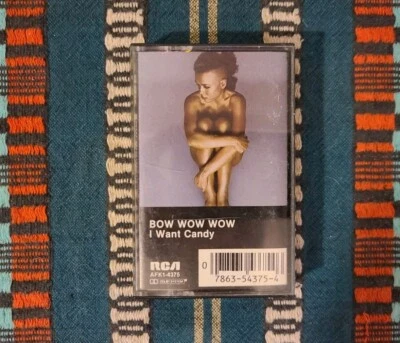 BOW WOW WOW
I Want Candy
RCA
AFK1-4375
0
7863-54375-4